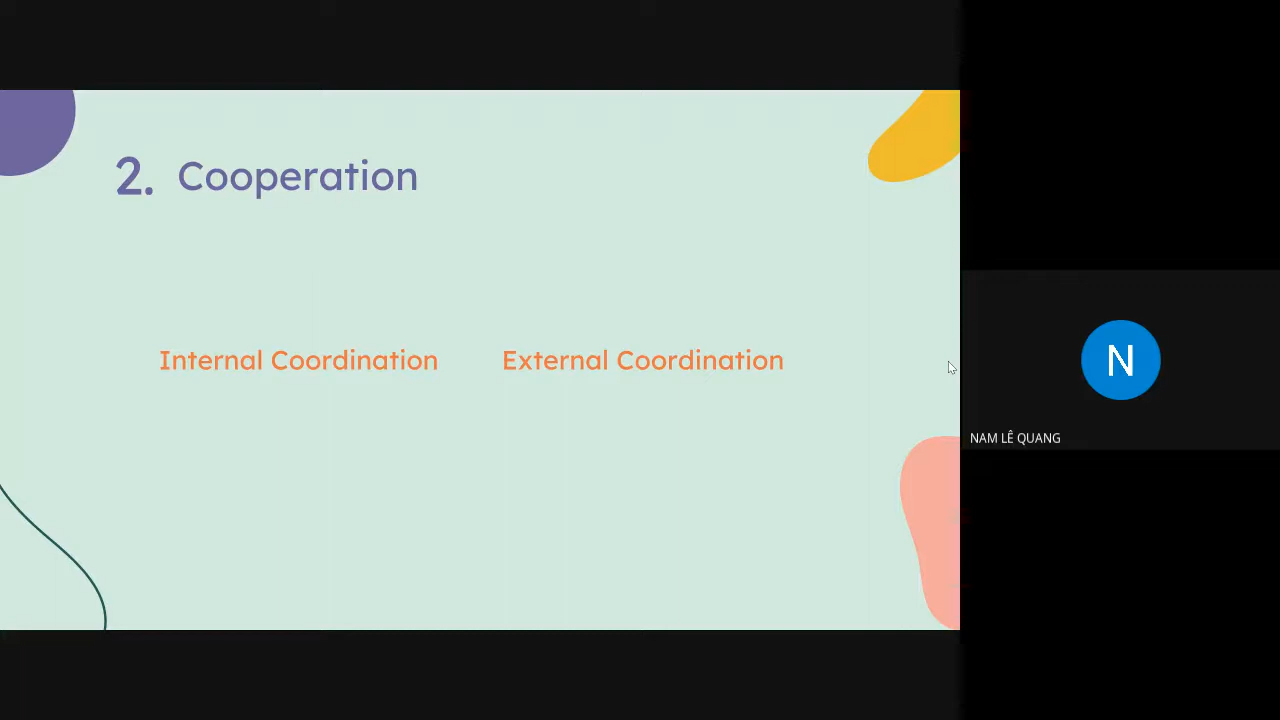 2. Cooperation
Internal Coordination
External Coordination
N
NAM LÊ QUANG